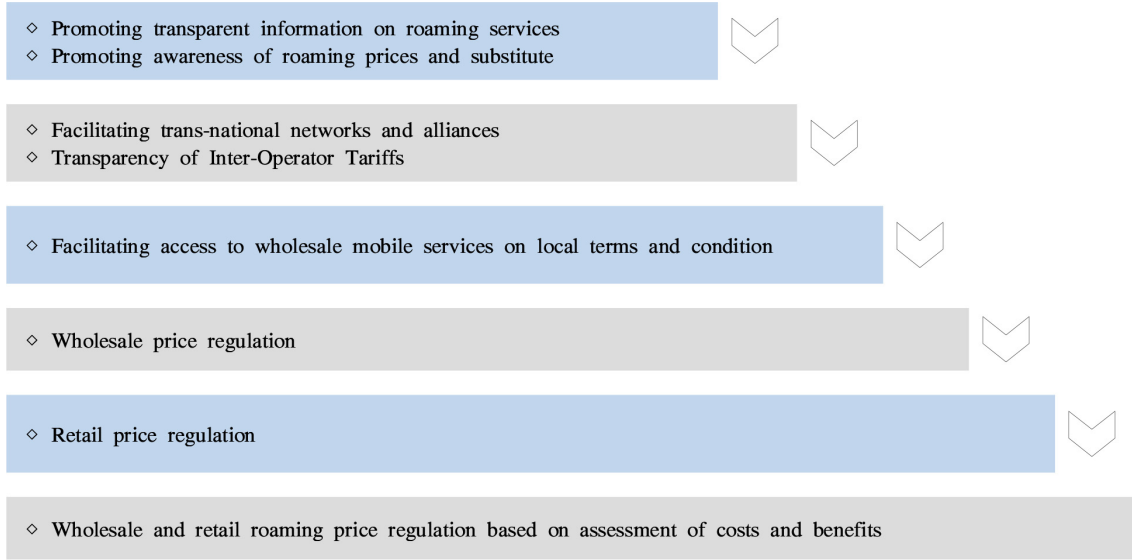 ◇ Promoting transparent information on roaming services
◇ Promoting awareness of roaming prices and substitute
◇ Facilitating trans-national networks and alliances
◇ Transparency of Inter-Operator Tariffs
◇ Facilitating access to wholesale mobile services on local terms and condition
◇ Wholesale price regulation
◇ Retail price regulation
◇ Wholesale and retail roaming price regulation based on assessment of costs and benefits